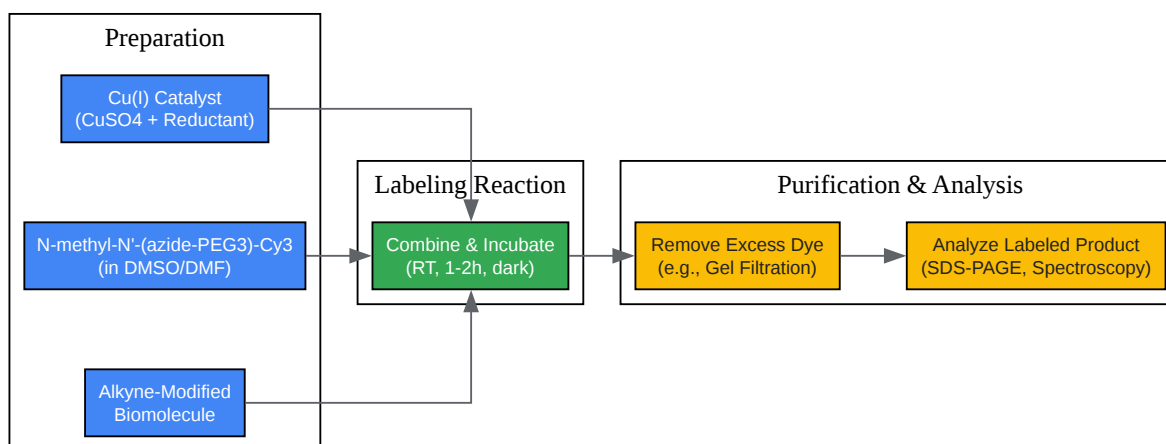 Preparation
Cu(I) Catalyst
(CuSO4 + Reductant)
N-methyl-N'-(azide-PEG3)-Cy3
(in DMSO/DMF)
Alkyne-Modified
Biomolecule
Labeling Reaction
Combine & Incubate
(RT, 1-2h, dark)
Purification & Analysis
Remove Excess Dye
(e.g., Gel Filtration)
Analyze Labeled Product
(SDS-PAGE, Spectroscopy)